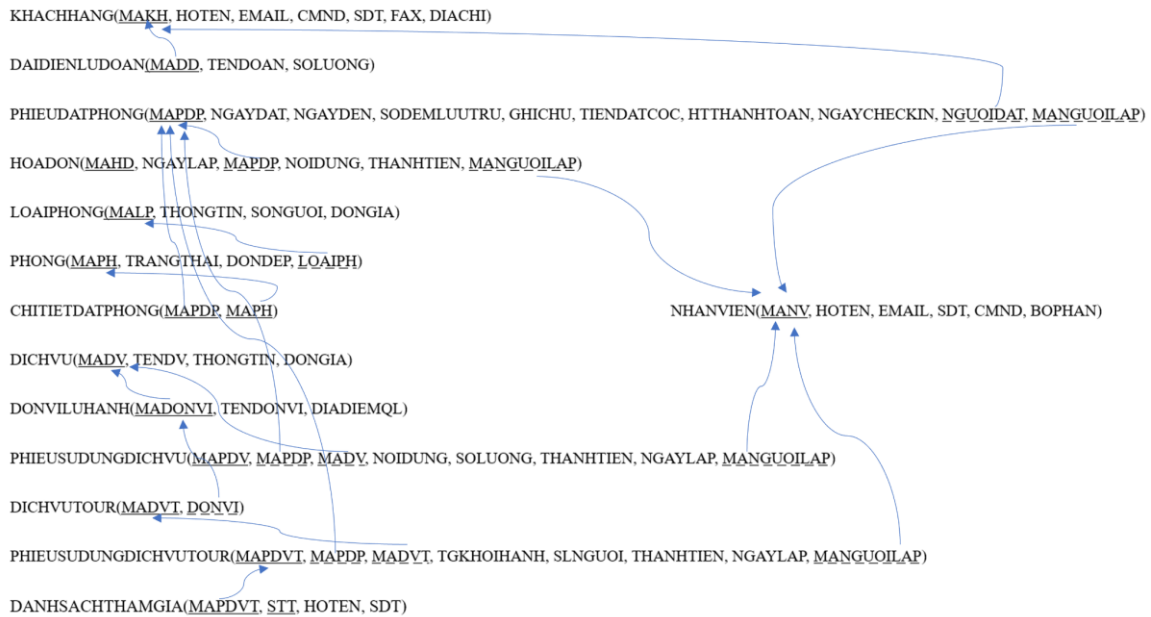 KHACHHANG(MAKH, HOTEN, EMAIL, CMND, SDT, FAX, DIACHI)
DAIDIENLUDOAN(MADD, TENDOAN, SOLUONG)
PHIEUDATPHONG(MAPDP, NGAYDAT, NGAYDEN, SODEMLUUTRU, GHICHU, TIENDATCOC, HTTHANHTOAN, NGAYCHECKIN, NGUOIDAT, MANGUOILAP)
HOADON(MAHD, NGAYLAP, MAPDP, NOIDUNG, THANHTIEN, MANGUOILAP)
LOAIPHONG(MALP, THONGTIN, SONGUOI, DONGIA)
PHONG(MAPH, TRANGTHAI, DONDEP, LOAIPH)
CHITIETDATPHONG(MAPDP, MAPH)
NHANVIEN(MANV, HOTEN, EMAIL, SDT, CMND, BOPHAN)
DICHVU(MADV, TENDV, THONGTIN, DONGIA)
DONVILUHANH(MADONVI, TENDONVI, DIADIEMQL)
PHIEUSUDUNGDICHVU(MAPDV, MAPDP, MADV, NOIDUNG, SOLUONG, THANHTIEN, NGAYLAP, MANGUOILAP)
DICHVUTOUR(MADVT, DONVI)
PHIEUSUDUNGDICHVUTOUR(MAPDVT, MAPDP, MADVT, TGKHOIHANH, SLNGUOI, THANHTIEN, NGAYLAP, MANGUOILAP)
DANHSACHTHAMGIA(MAPDVT, STT, HOTEN, SDT)